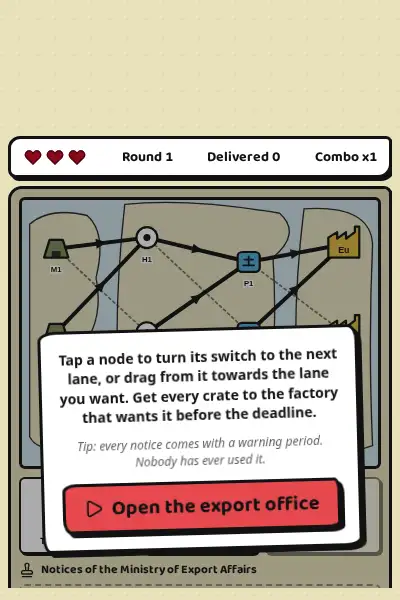 Round 1 Delivered 0 Combo x1
M1
H1
P1
Eu
Tap a node to turn its switch to the next
lane, or drag from it towards the lane
you want. Get every crate to the factory
that wants it before the deadline.
Tip: every notice comes with a warning period.
Nobody has ever used it.
Open the export office
Notices of the Ministry of Export Affairs